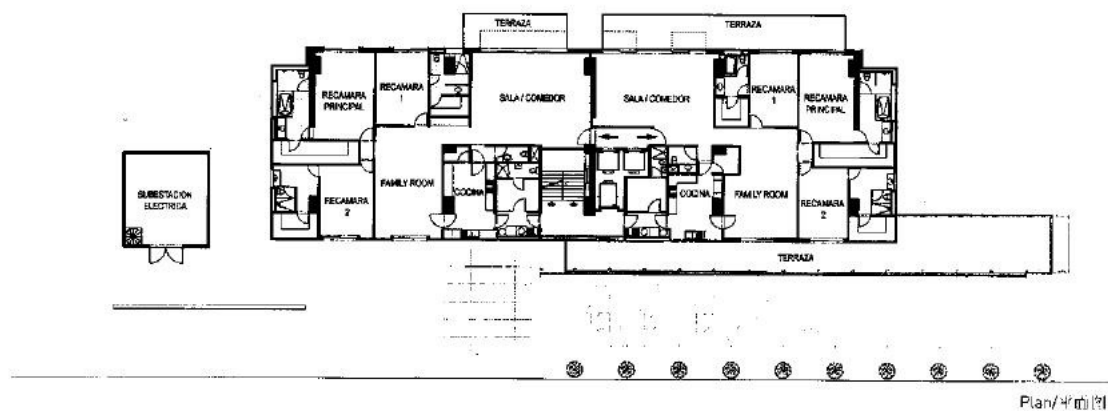 TERRAZA
TERRAZA
RECAMARA
PRINCIPAL
RECAMARA
1
SALA / COMEDOR
SALA / COMEDOR
RECAMARA
1
RECAMARA
PRINCIPAL
SUBESTACION
ELECTRICA
RECAMARA
2
FAMILY ROOM
COCINA
COCINA
FAMILY ROOM
RECAMARA
2
TERRAZA
Plan/平面图